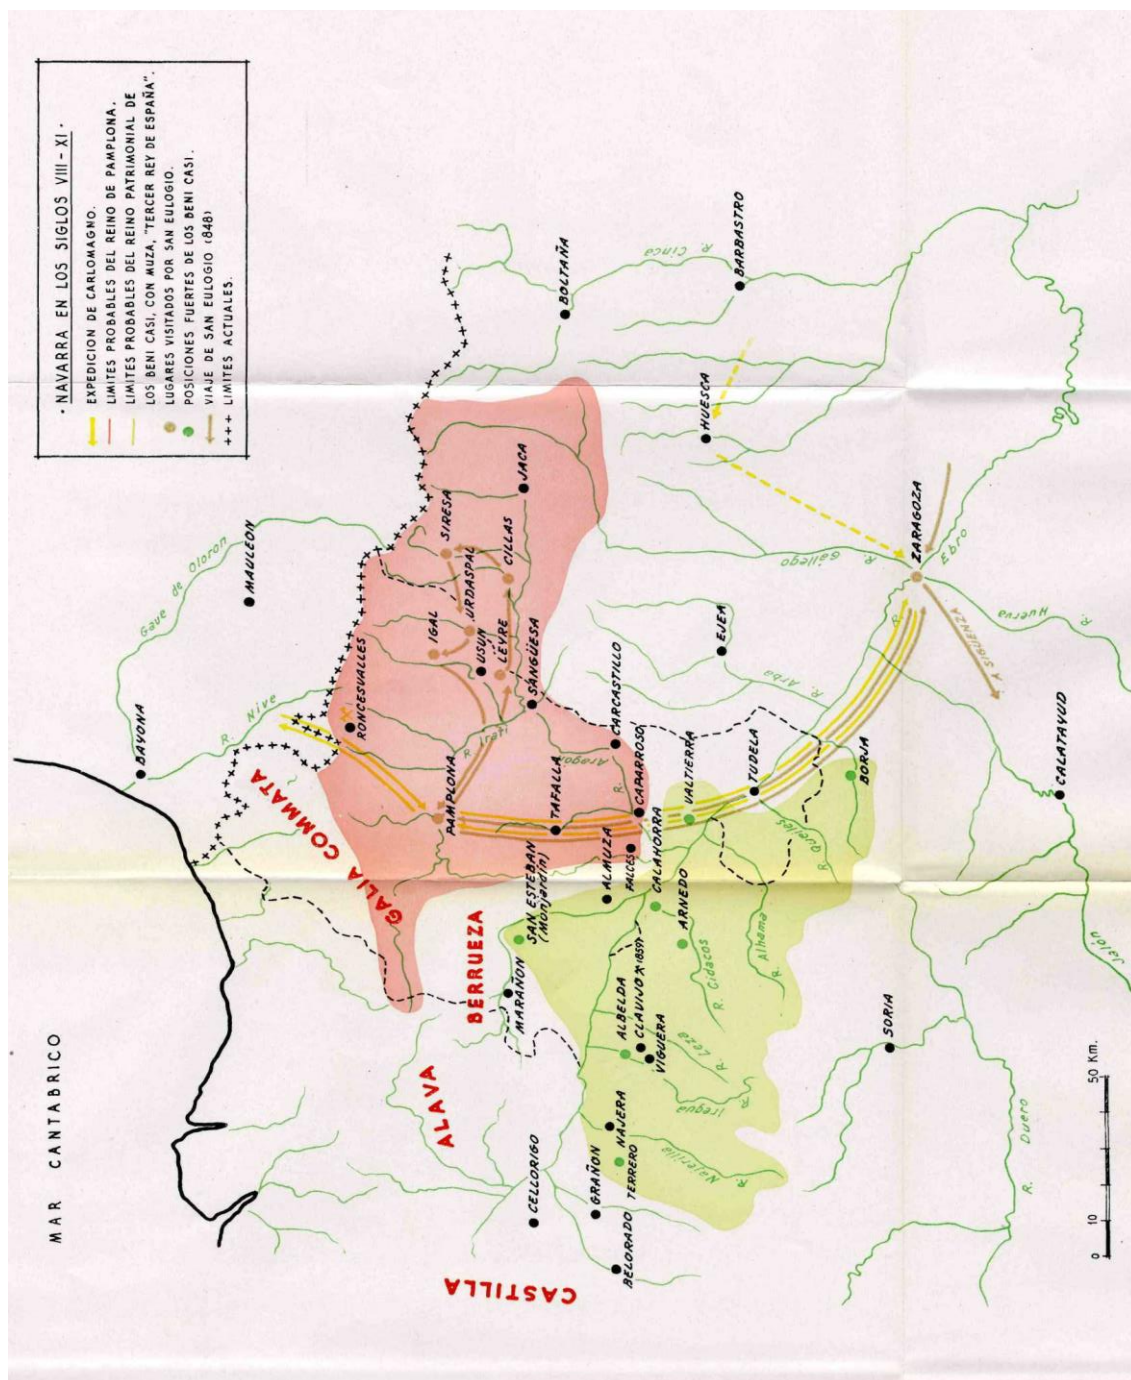 · NAVARRA EN LOS SIGLOS VIII - XI ·
EXPEDICION DE CARLOMAGNO.
LIMITES PROBABLES DEL REINO DE PAMPLONA.
LIMITES PROBABLES DEL REINO PATRIMONIAL DE
LOS BENI CASI, CON MUZA, "TERCER REY DE ESPAÑA".
LUGARES VISITADOS POR SAN EULOGIO.
POSICIONES FUERTES DE LOS BENI CASI.
VIAJE DE SAN EULOGIO (848)
LIMITES ACTUALES.
MAR CANTABRICO
BAYONA
Gave de Oloron
MAULEON
R. Nive
RONCESVALLES
GALIA COMMATA
PAMPLONA
IGAL
SIRESA
URDASPAL
USUN
LEYRE
CILLAS
JACA
BOLTAÑA
R. Cinca
BARBASTRO
HUESCA
R. Irati
SANGÜESA
R. Aragon
TAFALLA
CARCASTILLO
CAPARROSO
EJEA
R. Arba
R. Gállego
BERRUEZA
SAN ESTEBAN
(Monjardín)
MARAÑON
ALAVA
CELLORIGO
CASTILLA
GRAÑON
BELORADO
TERRERO
NAJERA
R. Najerilla
ALBELDA
CLAVIJO (859)
VIGUERA
R. Iregua
R. Leza
ALMUZA
FALCES
CALAHORRA
ARNEDO
R. Cidacos
R. Alhama
VALTIERRA
TUDELA
R. Queiles
BORJA
R.
ZARAGOZA
Ebro
A SIGÜENZA
R. Huerva
CALATAYUD
Jalón
SORIA
R. Duero
0 10 50 Km.